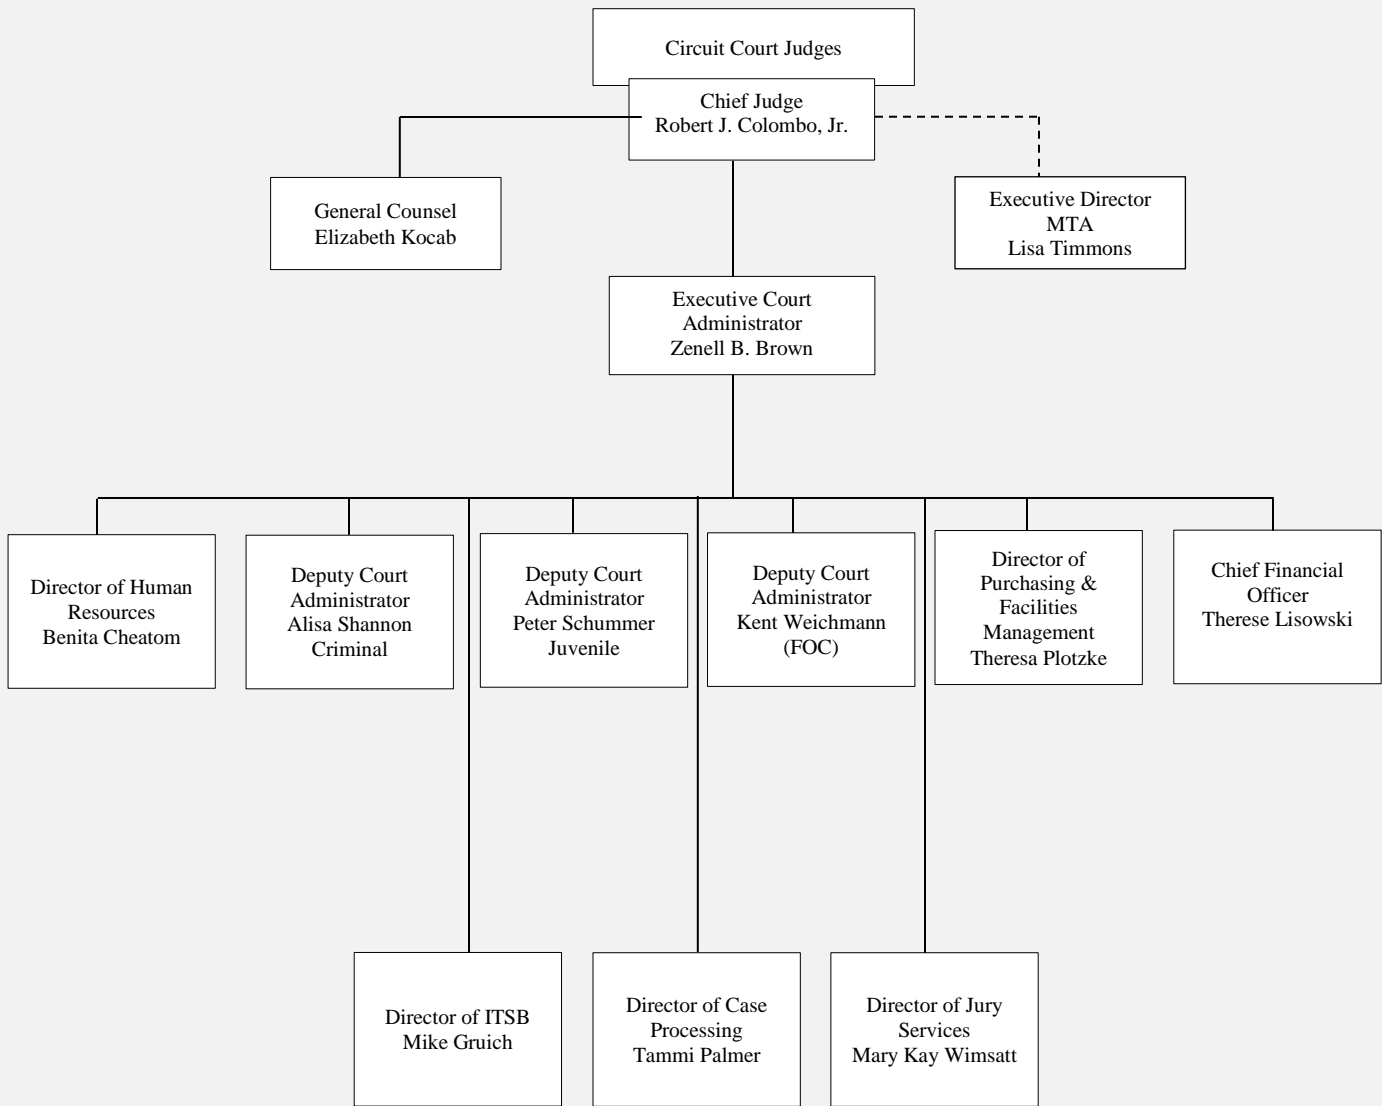 Circuit Court Judges
Chief Judge
Robert J. Colombo, Jr.
General Counsel
Elizabeth Kocab
Executive Director
MTA
Lisa Timmons
Executive Court
Administrator
Zenell B. Brown
Director of Human
Resources
Benita Cheatom
Deputy Court
Administrator
Alisa Shannon
Criminal
Deputy Court
Administrator
Peter Schummer
Juvenile
Deputy Court
Administrator
Kent Weichmann
(FOC)
Director of
Purchasing &
Facilities
Management
Theresa Plotzke
Chief Financial
Officer
Therese Lisowski
Director of ITSB
Mike Gruich
Director of Case
Processing
Tammi Palmer
Director of Jury
Services
Mary Kay Wimsatt